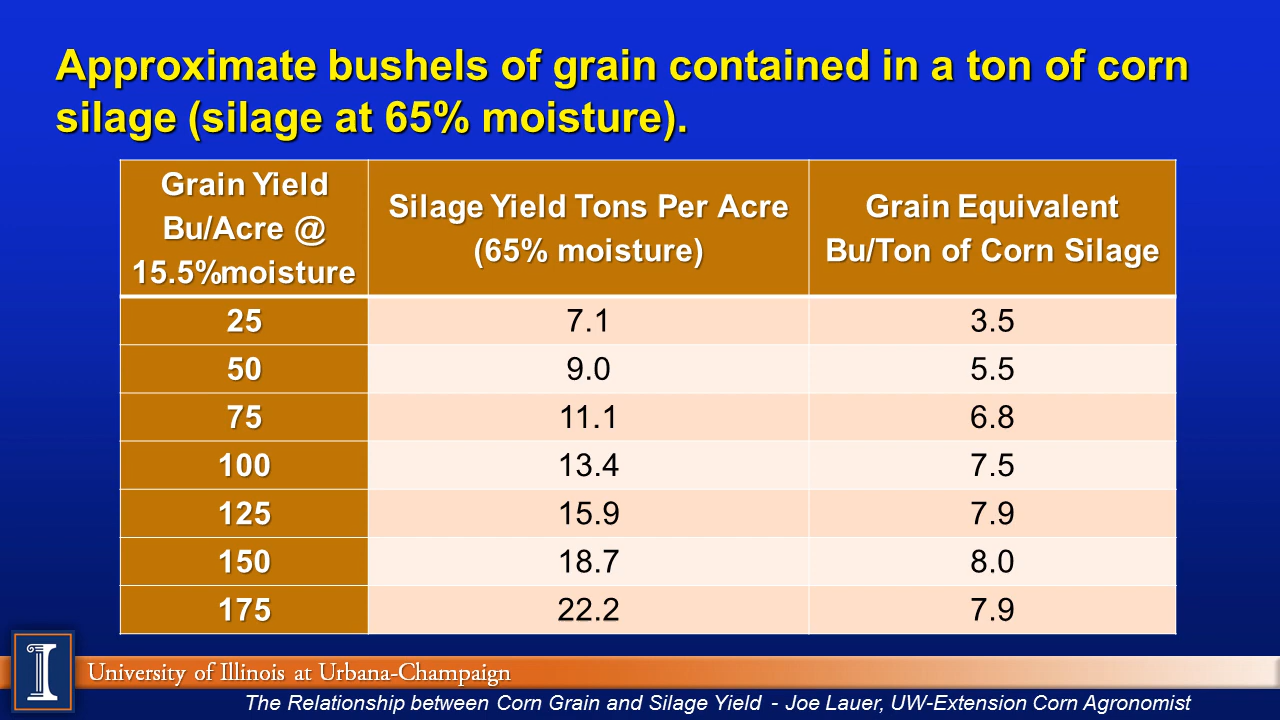 Approximate bushels of grain contained in a ton of corn
silage (silage at 65% moisture).
Grain Yield
Bu/Acre @
15.5%moisture
Silage Yield Tons Per Acre
(65% moisture)
Grain Equivalent
Bu/Ton of Corn Silage
25 7.1 3.5
50 9.0 5.5
75 11.1 6.8
100 13.4 7.5
125 15.9 7.9
150 18.7 8.0
175 22.2 7.9
I
University of Illinois at Urbana-Champaign
The Relationship between Corn Grain and Silage Yield - Joe Lauer, UW-Extension Corn Agronomist